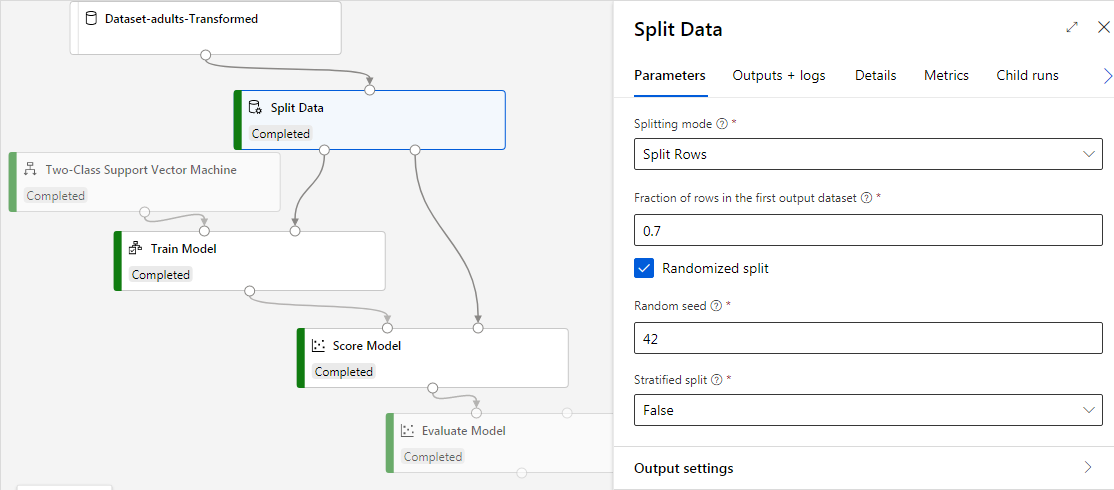 Dataset-adults-Transformed
Split Data
Completed
Two-Class Support Vector Machine
Completed
Train Model
Completed
Score Model
Completed
Evaluate Model
Completed
Split Data
Parameters Outputs + logs Details Metrics Child runs
Splitting mode ? *
Split Rows
Fraction of rows in the first output dataset ? *
0.7
Randomized split
Random seed ? *
42
Stratified split ? *
False
Output settings